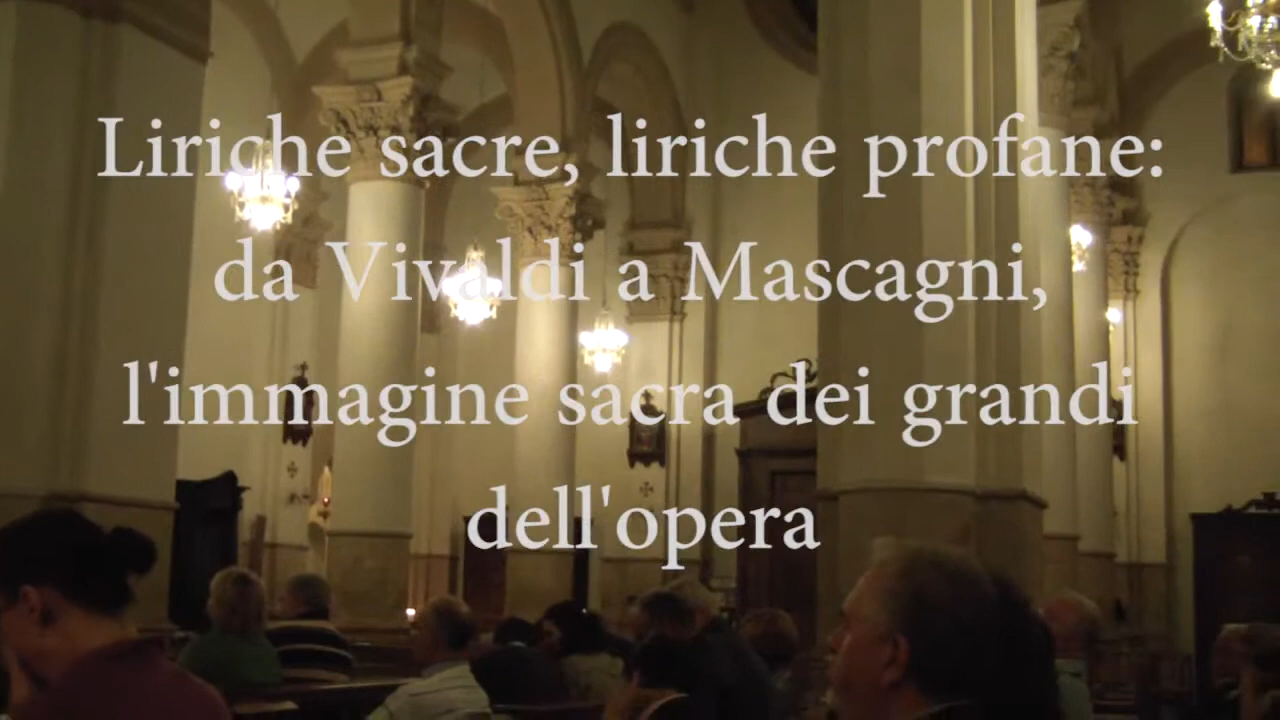 Liriche sacre, liriche profane:
da Vivaldi a Mascagni,
l'immagine sacra dei grandi
dell'opera